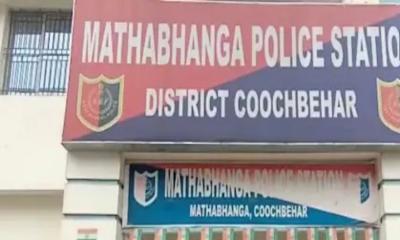 MATHABHANGA POLICE STATION
DISTRICT COOCHBEHAR
MATHABHANGA POLICE STATION
MATHABHANGA, COOCHBEHAR